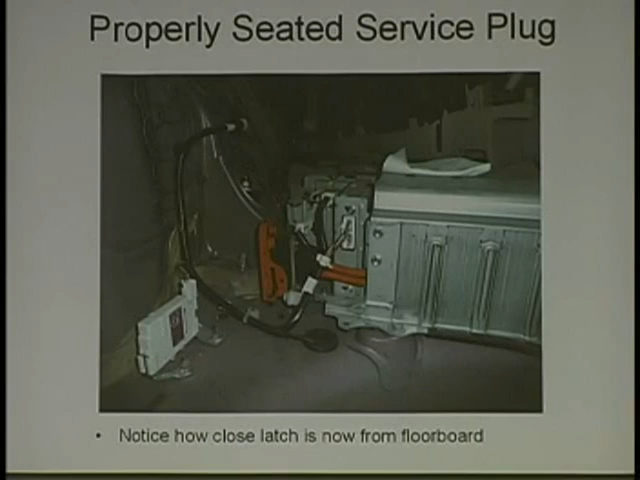 Properly Seated Service Plug
• Notice how close latch is now from floorboard